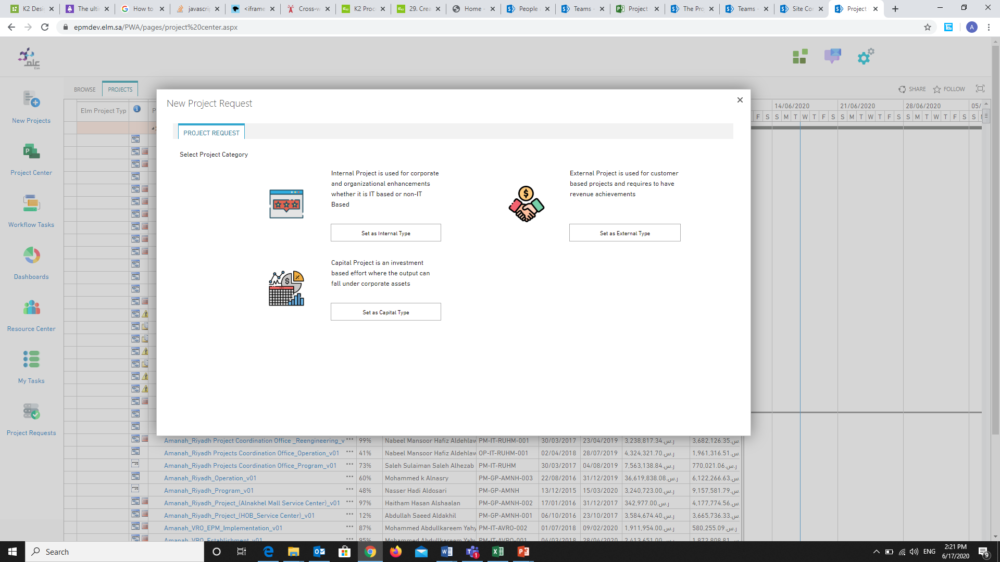 K2 Desi
The ulti
How to
javascri
<iframe
Cross-w
K2 Proc
29. Crea
Home -
People
Teams -
Project
The Pro
Teams -
Site Con
Project
epmdev.elm.sa/PWA/pages/project%20center.aspx
A
علم
Elm
BROWSE
PROJECTS
SHARE
FOLLOW
New Projects
Project Center
Workflow Tasks
Dashboards
Resource Center
My Tasks
Project Requests
Elm Project Typ
P
14/06/2020 21/06/2020 28/06/2020 05/
F S S M T W T F S S M T W T F S S M T W T F S S
New Project Request
PROJECT REQUEST
Select Project Category
Internal Project is used for corporate
and organizational enhancements
whether it is IT based or non-IT
Based
Set as Internal Type
External Project is used for customer
based projects and requires to have
revenue achievements
Set as External Type
Capital Project is an investment
based effort where the output can
fall under corporate assets
Set as Capital Type
Amanah_Riyadh Project Coordination Office _Reengineering_v ... 99% Nabeel Mansoor Hafiz Aldehlaw PM-IT-RUHM-001 30/03/2017 23/04/2019 ر.س.3,238,817.34 ر.س.3,682,126.35
Amanah_Riyadh Projects Coordination Office_Operation_v01 ... 41% Nabeel Mansoor Hafiz Aldehlaw OP-IT-RUHM-001 02/04/2018 28/07/2019 ر.س.4,324,321.70 ر.س.1,961,316.51
Amanah_Riyadh Projects Coordination Office_Program_v01 ... 73% Saleh Sulaiman Saleh Alhezab PM-IT-RUHM 30/03/2017 04/08/2019 ر.س.7,563,138.84 ر.س.770,021.06
Amanah_Riyadh_Operation_v01 ... 60% Mohammed k Alnasry PM-GP-AMNH-003 22/08/2016 31/12/2019 ر.س.36,619,838.08 ر.س.6,122,266.63
Amanah_Riyadh_Program_v01 ... 48% Nasser Hadi Aldosari PM-GP-AMNH 13/12/2015 15/03/2020 ر.س.3,240,723.00 ر.س.9,157,581.79
Amanah_Riyadh_Project_(Alnakhel Mall Service Center)_v01 ... 97% Haitham Hasan Alshaalan PM-GP-AMNH-002 17/01/2016 31/12/2017 ر.س.342,977.00 ر.س.4,177,774.56
Amanah_Riyadh_Project_(HOB_Service Center)_v01 ... 12% Abdullah Saeed Aldakhil PM-GP-AMNH-001 06/10/2016 23/10/2017 ر.س.3,584,674.40 ر.س.3,665,736.33
Amanah_VRO_EPM_Implementation_v01 ... 87% Mohammed Abdullkareem Yahy PM-IT-AVRO-002 01/07/2018 09/02/2020 ر.س.1,911,954.00 ر.س.580,255.09
Amanah_VRO_Establishment_v01 ... 95% Mohammed Abdullkareem Yahy PM-IT-AVRO-001 04/03/2018 28/04/2020 ر.س.2,413,651.00 ر.س.1,872,808.81
Search
ENG
2:21 PM
6/17/2020
9
1